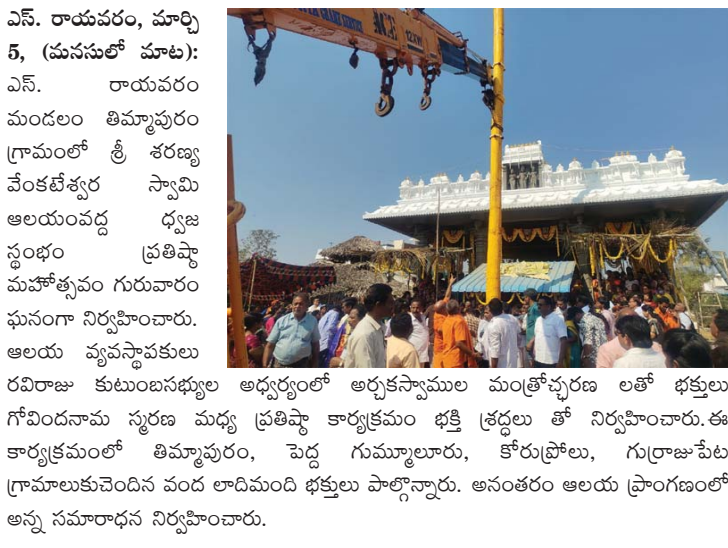 ఎస్. రాయవరం, మార్చి
5, (మనసులో మాట):
ఎస్. రాయవరం
మండలం తిమ్మాపురం
గ్రామంలో శ్రీ శరణ్య
వేంకటేశ్వర స్వామి
ఆలయంవద్ద ధ్వజ
స్థంభం ప్రతిష్ఠా
మహోత్సవం గురువారం
ఘనంగా నిర్వహించారు.
ఆలయ వ్యవస్థాపకులు
రవిరాజు కుటుంబసభ్యుల అధ్వర్యంలో అర్చకస్వాముల మంత్రోచ్ఛరణ లతో భక్తులు
గోవిందనామ స్మరణ మధ్య ప్రతిష్ఠా కార్యక్రమం భక్తి శ్రద్ధలు తో నిర్వహించారు.ఈ
కార్యక్రమంలో తిమ్మాపురం, పెద్ద గుమ్మూలూరు, కోరుప్రోలు, గుర్రాజుపేట
గ్రామాలుకుచెందిన వంద లాదిమంది భక్తులు పాల్గొన్నారు. అనంతరం ఆలయ ప్రాంగణంలో
అన్న సమారాధన నిర్వహించారు.